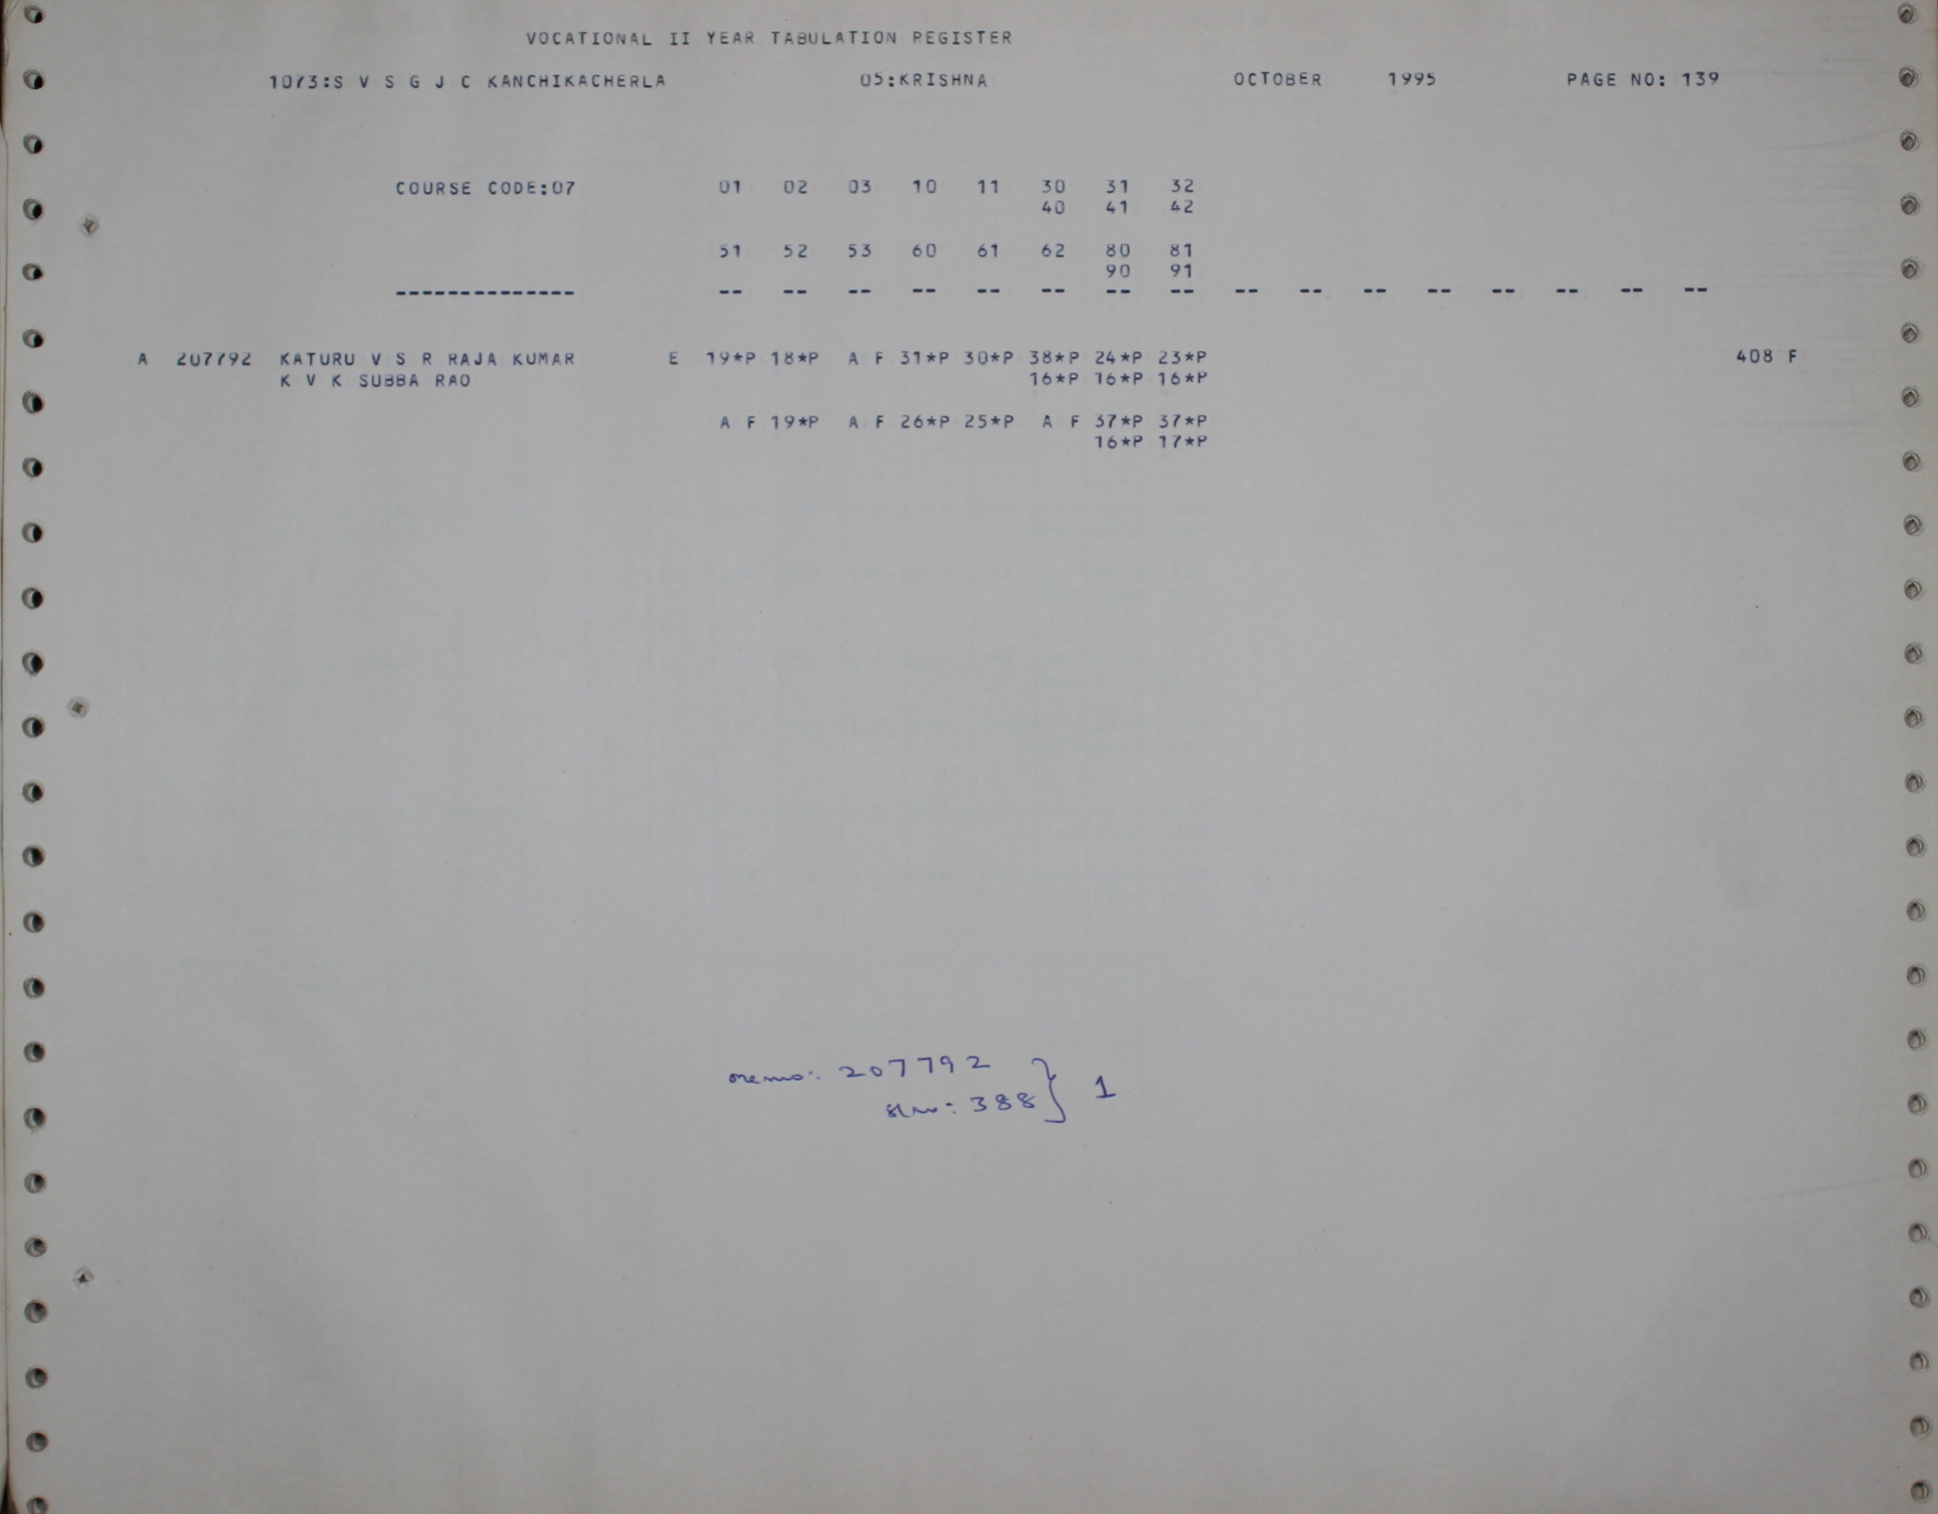 VOCATIONAL II YEAR TABULATION REGISTER
1073:S V S G J C KANCHIKACHERLA 05:KRISHNA OCTOBER 1995 PAGE NO: 139
COURSE CODE:07 01 02 03 10 11 30 31 32
40 41 42
51 52 53 60 61 62 80 81
90 91
-------------- -- -- -- -- -- -- -- -- -- -- -- -- -- -- -- --
A 207792 KATURU V S R RAJA KUMAR E 19*P 18*P A F 31*P 30*P 38*P 24*P 23*P 408 F
K V K SUBBA RAO 16*P 16*P 16*P
A F 19*P A F 26*P 25*P A F 37*P 37*P
16*P 17*P
memo: 207792 } 1
slno: 388